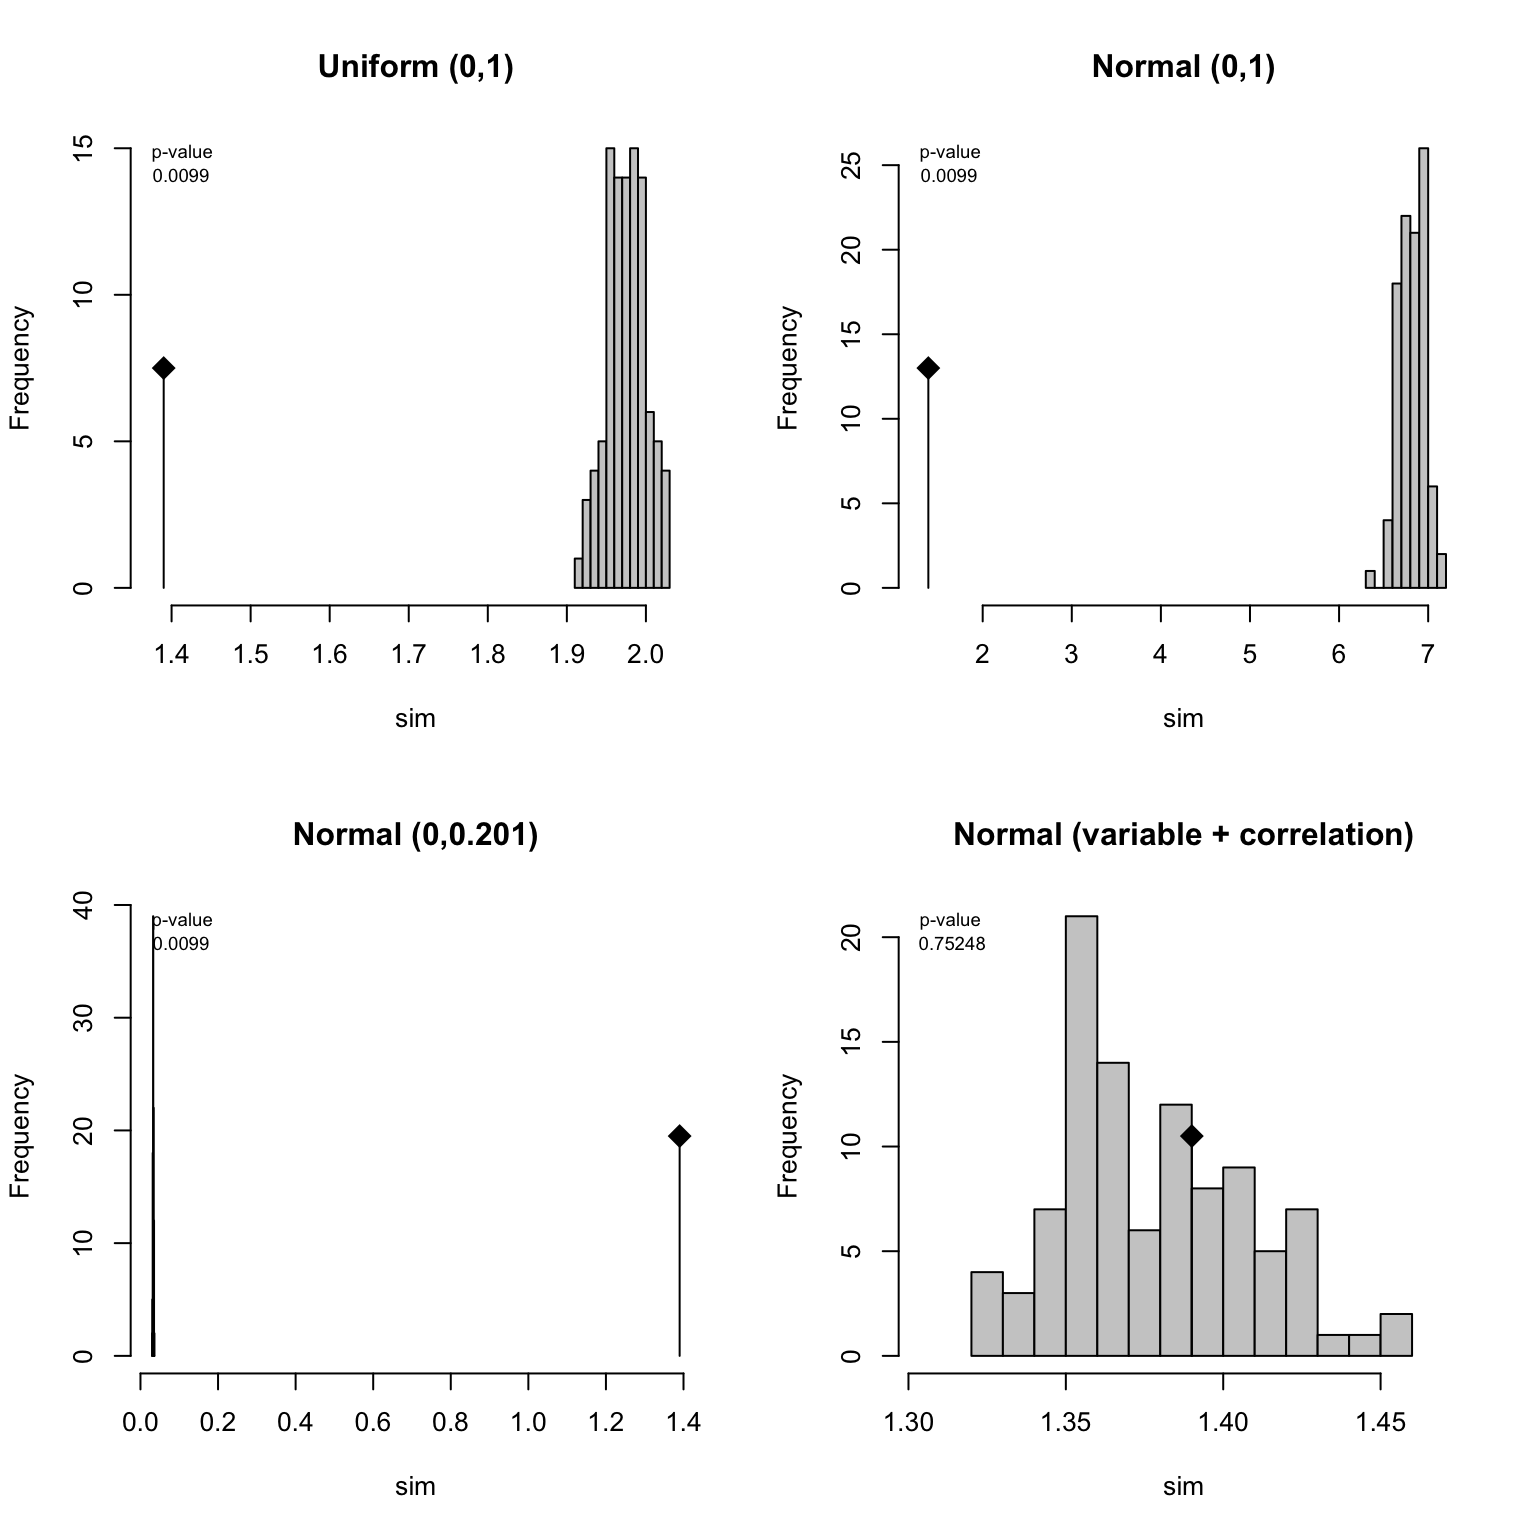 Uniform (0,1)
p-value
0.0099
Frequency
15
10
5
0
1.4 1.5 1.6 1.7 1.8 1.9 2.0
sim
Normal (0,1)
p-value
0.0099
Frequency
25
20
15
10
5
0
2 3 4 5 6 7
sim
Normal (0,0.201)
p-value
0.0099
Frequency
40
30
20
10
0
0.0 0.2 0.4 0.6 0.8 1.0 1.2 1.4
sim
Normal (variable + correlation)
p-value
0.75248
Frequency
20
15
10
5
0
1.30 1.35 1.40 1.45
sim